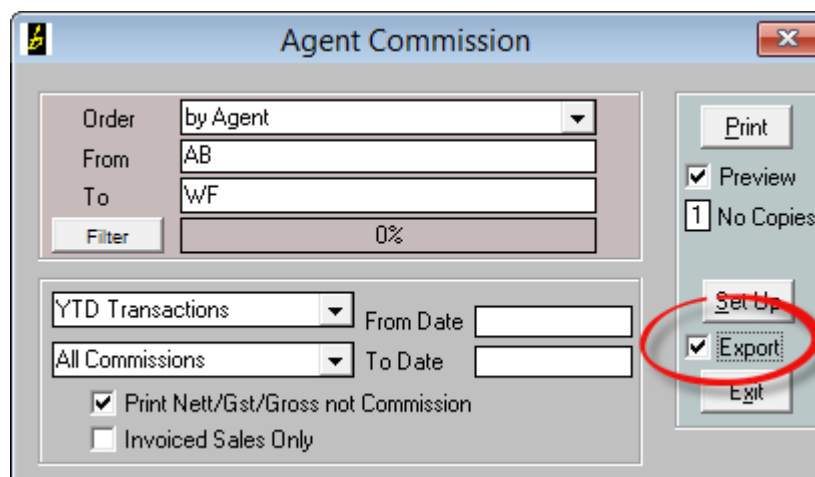 Agent Commission
Order by Agent
From AB
To WF
Filter 0%
Print
Preview
1 No Copies
Set Up
Export
Exit
YTD Transactions From Date
All Commissions To Date
Print Nett/Gst/Gross not Commission
Invoiced Sales Only